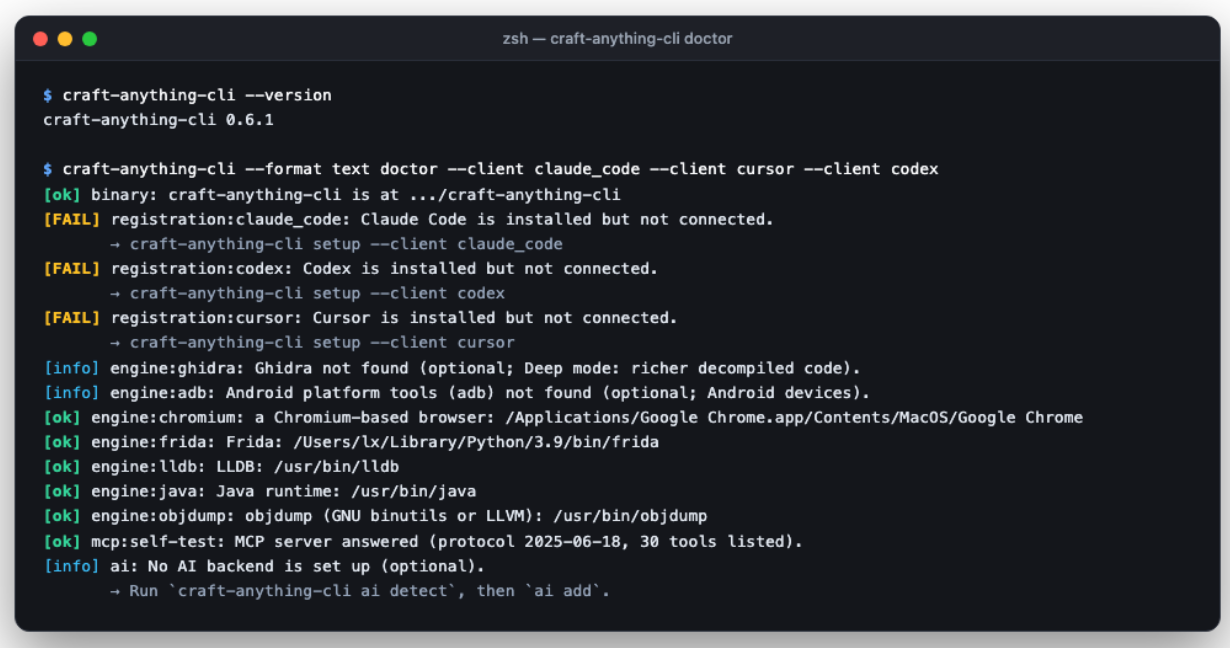 zsh — craft-anything-cli doctor
$ craft-anything-cli --version
craft-anything-cli 0.6.1
$ craft-anything-cli --format text doctor --client claude_code --client cursor --client codex
[ok] binary: craft-anything-cli is at .../craft-anything-cli
[FAIL] registration:claude_code: Claude Code is installed but not connected.
→ craft-anything-cli setup --client claude_code
[FAIL] registration:codex: Codex is installed but not connected.
→ craft-anything-cli setup --client codex
[FAIL] registration:cursor: Cursor is installed but not connected.
→ craft-anything-cli setup --client cursor
[info] engine:ghidra: Ghidra not found (optional; Deep mode: richer decompiled code).
[info] engine:adb: Android platform tools (adb) not found (optional; Android devices).
[ok] engine:chromium: a Chromium-based browser: /Applications/Google Chrome.app/Contents/MacOS/Google Chrome
[ok] engine:frida: Frida: /Users/lx/Library/Python/3.9/bin/frida
[ok] engine:lldb: LLDB: /usr/bin/lldb
[ok] engine:java: Java runtime: /usr/bin/java
[ok] engine:objdump: objdump (GNU binutils or LLVM): /usr/bin/objdump
[ok] mcp:self-test: MCP server answered (protocol 2025-06-18, 30 tools listed).
[info] ai: No AI backend is set up (optional).
→ Run `craft-anything-cli ai detect`, then `ai add`.